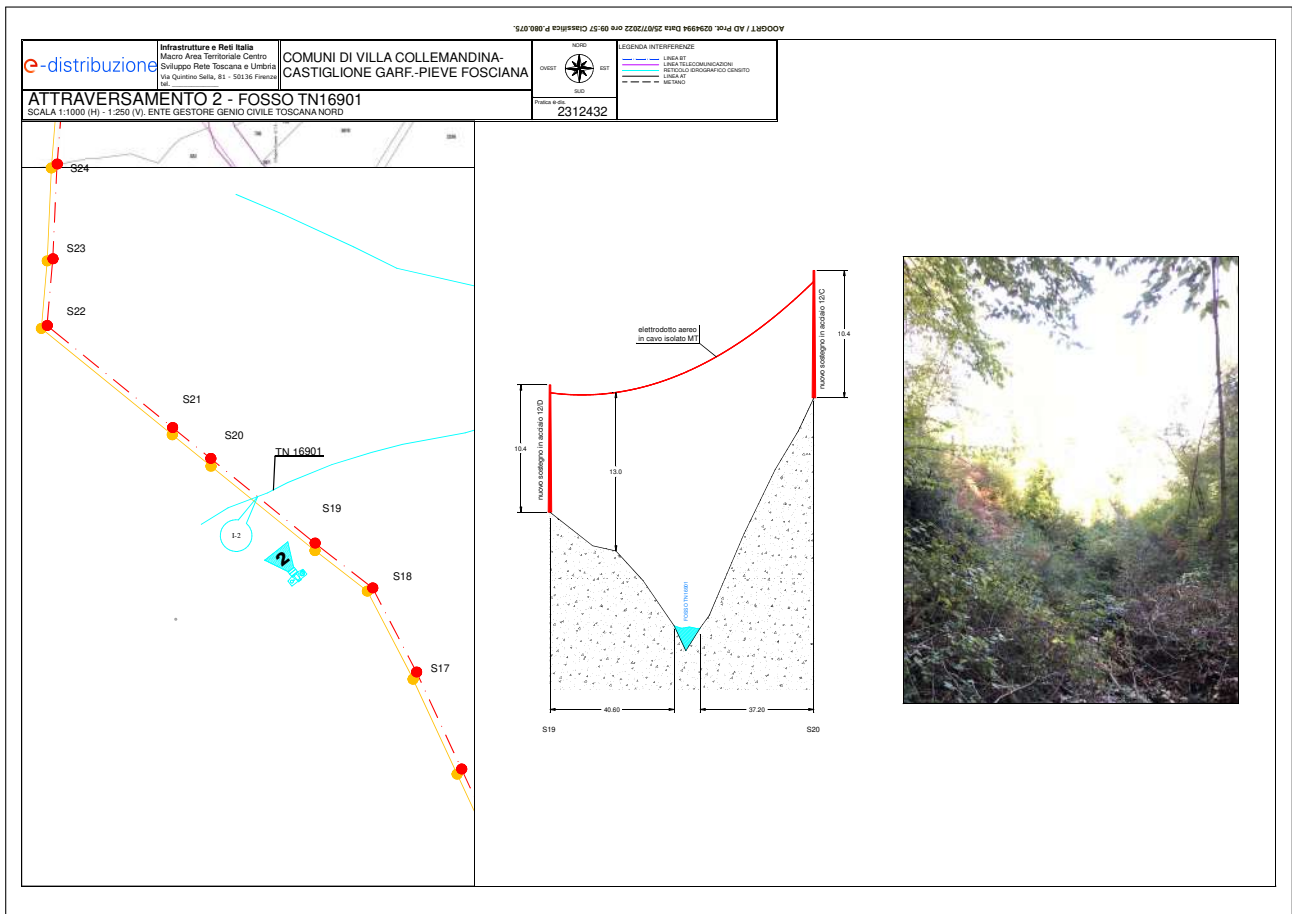 AOOGRT / AD Prot. 0294994 Data 25/07/2022 ore 09:57 Classifica P.080.075.
e-distribuzione
Infrastrutture e Reti Italia
Macro Area Territoriale Centro
Sviluppo Rete Toscana e Umbria
Via Quintino Sella, 81 - 50136 Firenze
tel.
COMUNI DI VILLA COLLEMANDINA-
CASTIGLIONE GARF.-PIEVE FOSCIANA
NORD
OVEST
EST
SUD
Pratica e-dis.
2312432
LEGENDA INTERFERENZE
LINEA BT
LINEA TELECOMUNICAZIONI
RETICOLO IDROGRAFICO CENSITO
LINEA AT
METANO
ATTRAVERSAMENTO 2 - FOSSO TN16901
SCALA 1:1000 (H) - 1:250 (V). ENTE GESTORE GENIO CIVILE TOSCANA NORD
S24
S23
S22
S21
S20
TN 16901
S19
I-2
2
S18
S17
elettrodotto aereo
in cavo isolato MT
10.4
nuovo sostegno in acciaio 12/D
13.0
FOSSO TN16901
nuovo sostegno in acciaio 12/C
10.4
40.60
37.20
S19
S20